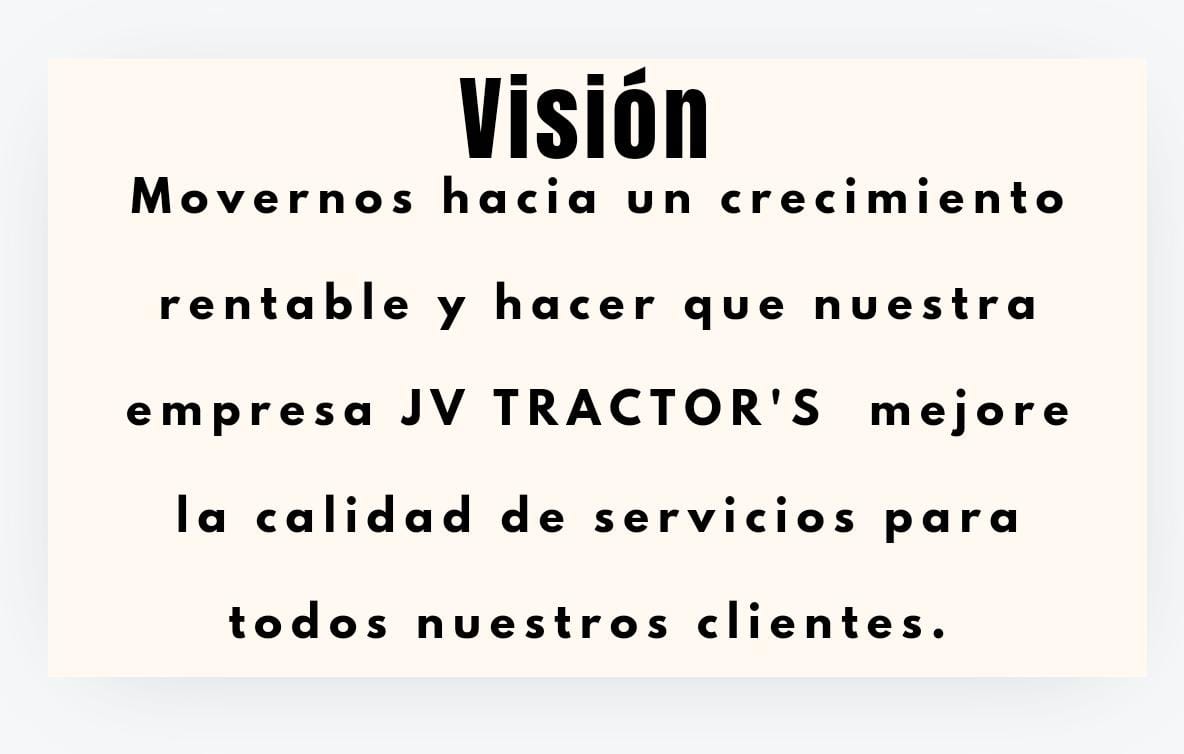 Visión
Movernos hacia un crecimiento
rentable y hacer que nuestra
empresa JV TRACTOR'S  mejore
la calidad de servicios para
todos nuestros clientes.